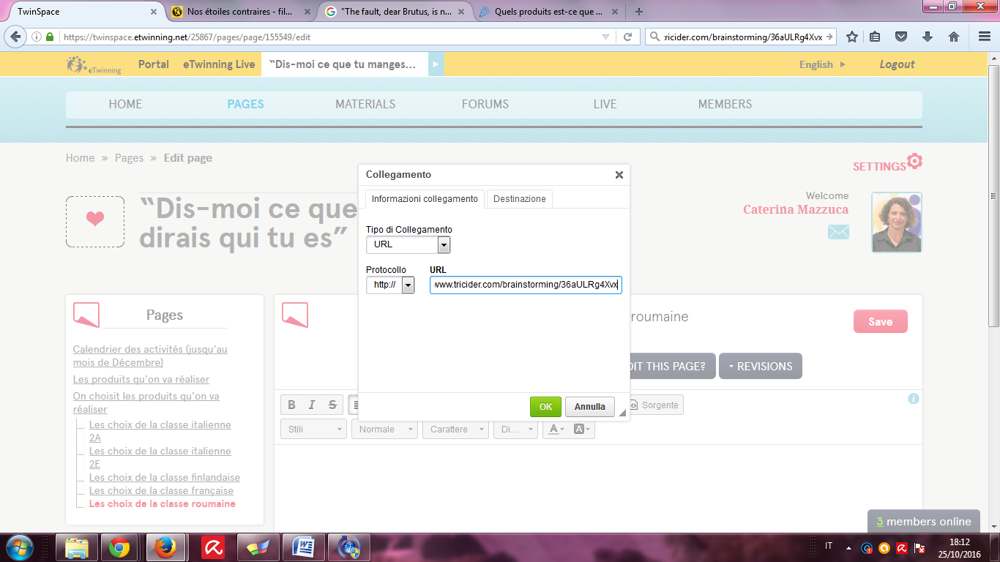 TwinSpace
Nos étoiles contraires - fil...
"The fault, dear Brutus, in...
Quels produits est-ce que ...
https://twinspace.etwinning.net/25867/pages/page/155549/edit
:ricider.com/brainstorming/36aULRg4Xvx
eTwinning
Portal
eTwinning Live
“Dis-moi ce que tu manges...
English
Logout
HOME
PAGES
MATERIALS
FORUMS
LIVE
MEMBERS
Home » Pages » Edit page
SETTINGS
“Dis-moi ce que
dirais qui tu es”
Welcome
Caterina Mazzuca
Collegamento
Informazioni collegamento
Destinazione
Tipo di Collegamento
URL
Protocollo
URL
http://
www.tricider.com/brainstorming/36aULRg4Xvx
OK
Annulla
Pages
Calendrier des activités (jusqu'au
mois de Décembre)
Les produits qu'on va réaliser
On choisit les produits qu'on va
réaliser
Les choix de la classe italienne
2A
Les choix de la classe italienne
2E
Les choix de la classe finlandaise
Les choix de la classe française
Les choix de la classe roumaine
roumaine
Save
DIT THIS PAGE?
REVISIONS
B I S
Sorgente
Stili
Normale
Carattere
Di...
A
A
3 members online
IT
18:12
25/10/2016